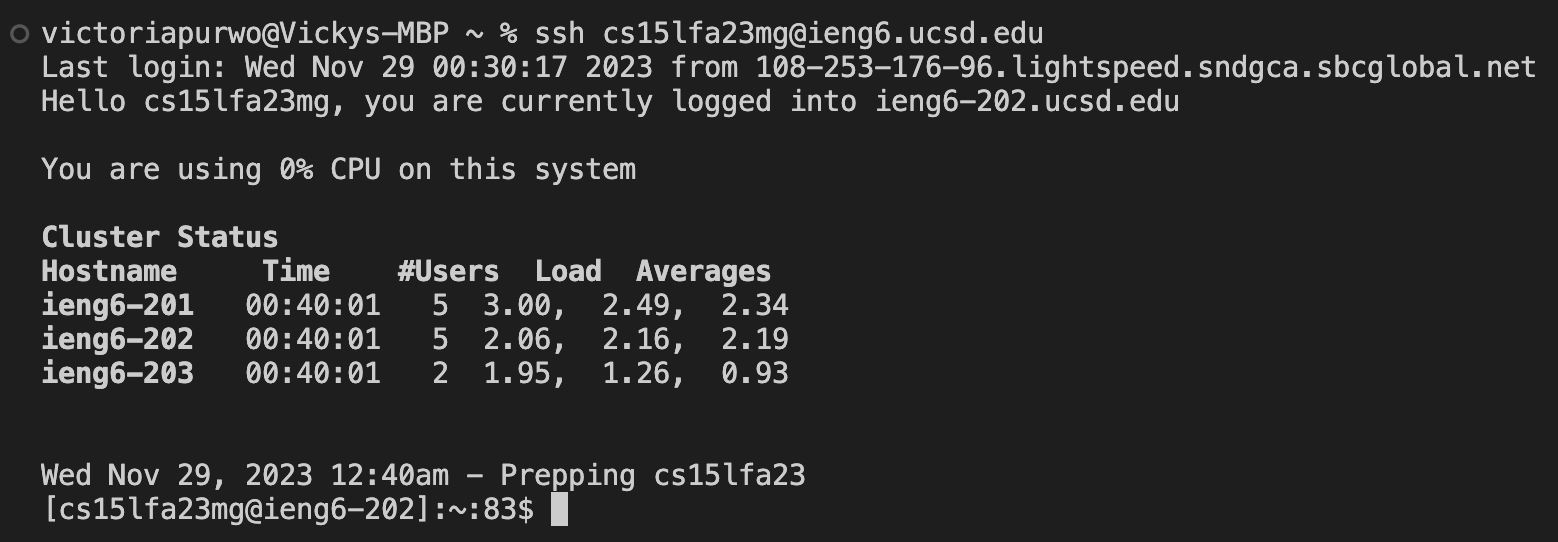 victoriapurwo@Vickys-MBP ~ % ssh cs15lfa23mg@ieng6.ucsd.edu
Last login: Wed Nov 29 00:30:17 2023 from 108-253-176-96.lightspeed.sndgca.sbcglobal.net
Hello cs15lfa23mg, you are currently logged into ieng6-202.ucsd.edu
You are using 0% CPU on this system
Cluster Status
Hostname     Time    #Users  Load  Averages
ieng6-201   00:40:01   5  3.00,  2.49,  2.34
ieng6-202   00:40:01   5  2.06,  2.16,  2.19
ieng6-203   00:40:01   2  1.95,  1.26,  0.93
Wed Nov 29, 2023 12:40am - Prepping cs15lfa23
[cs15lfa23mg@ieng6-202]:~:83$